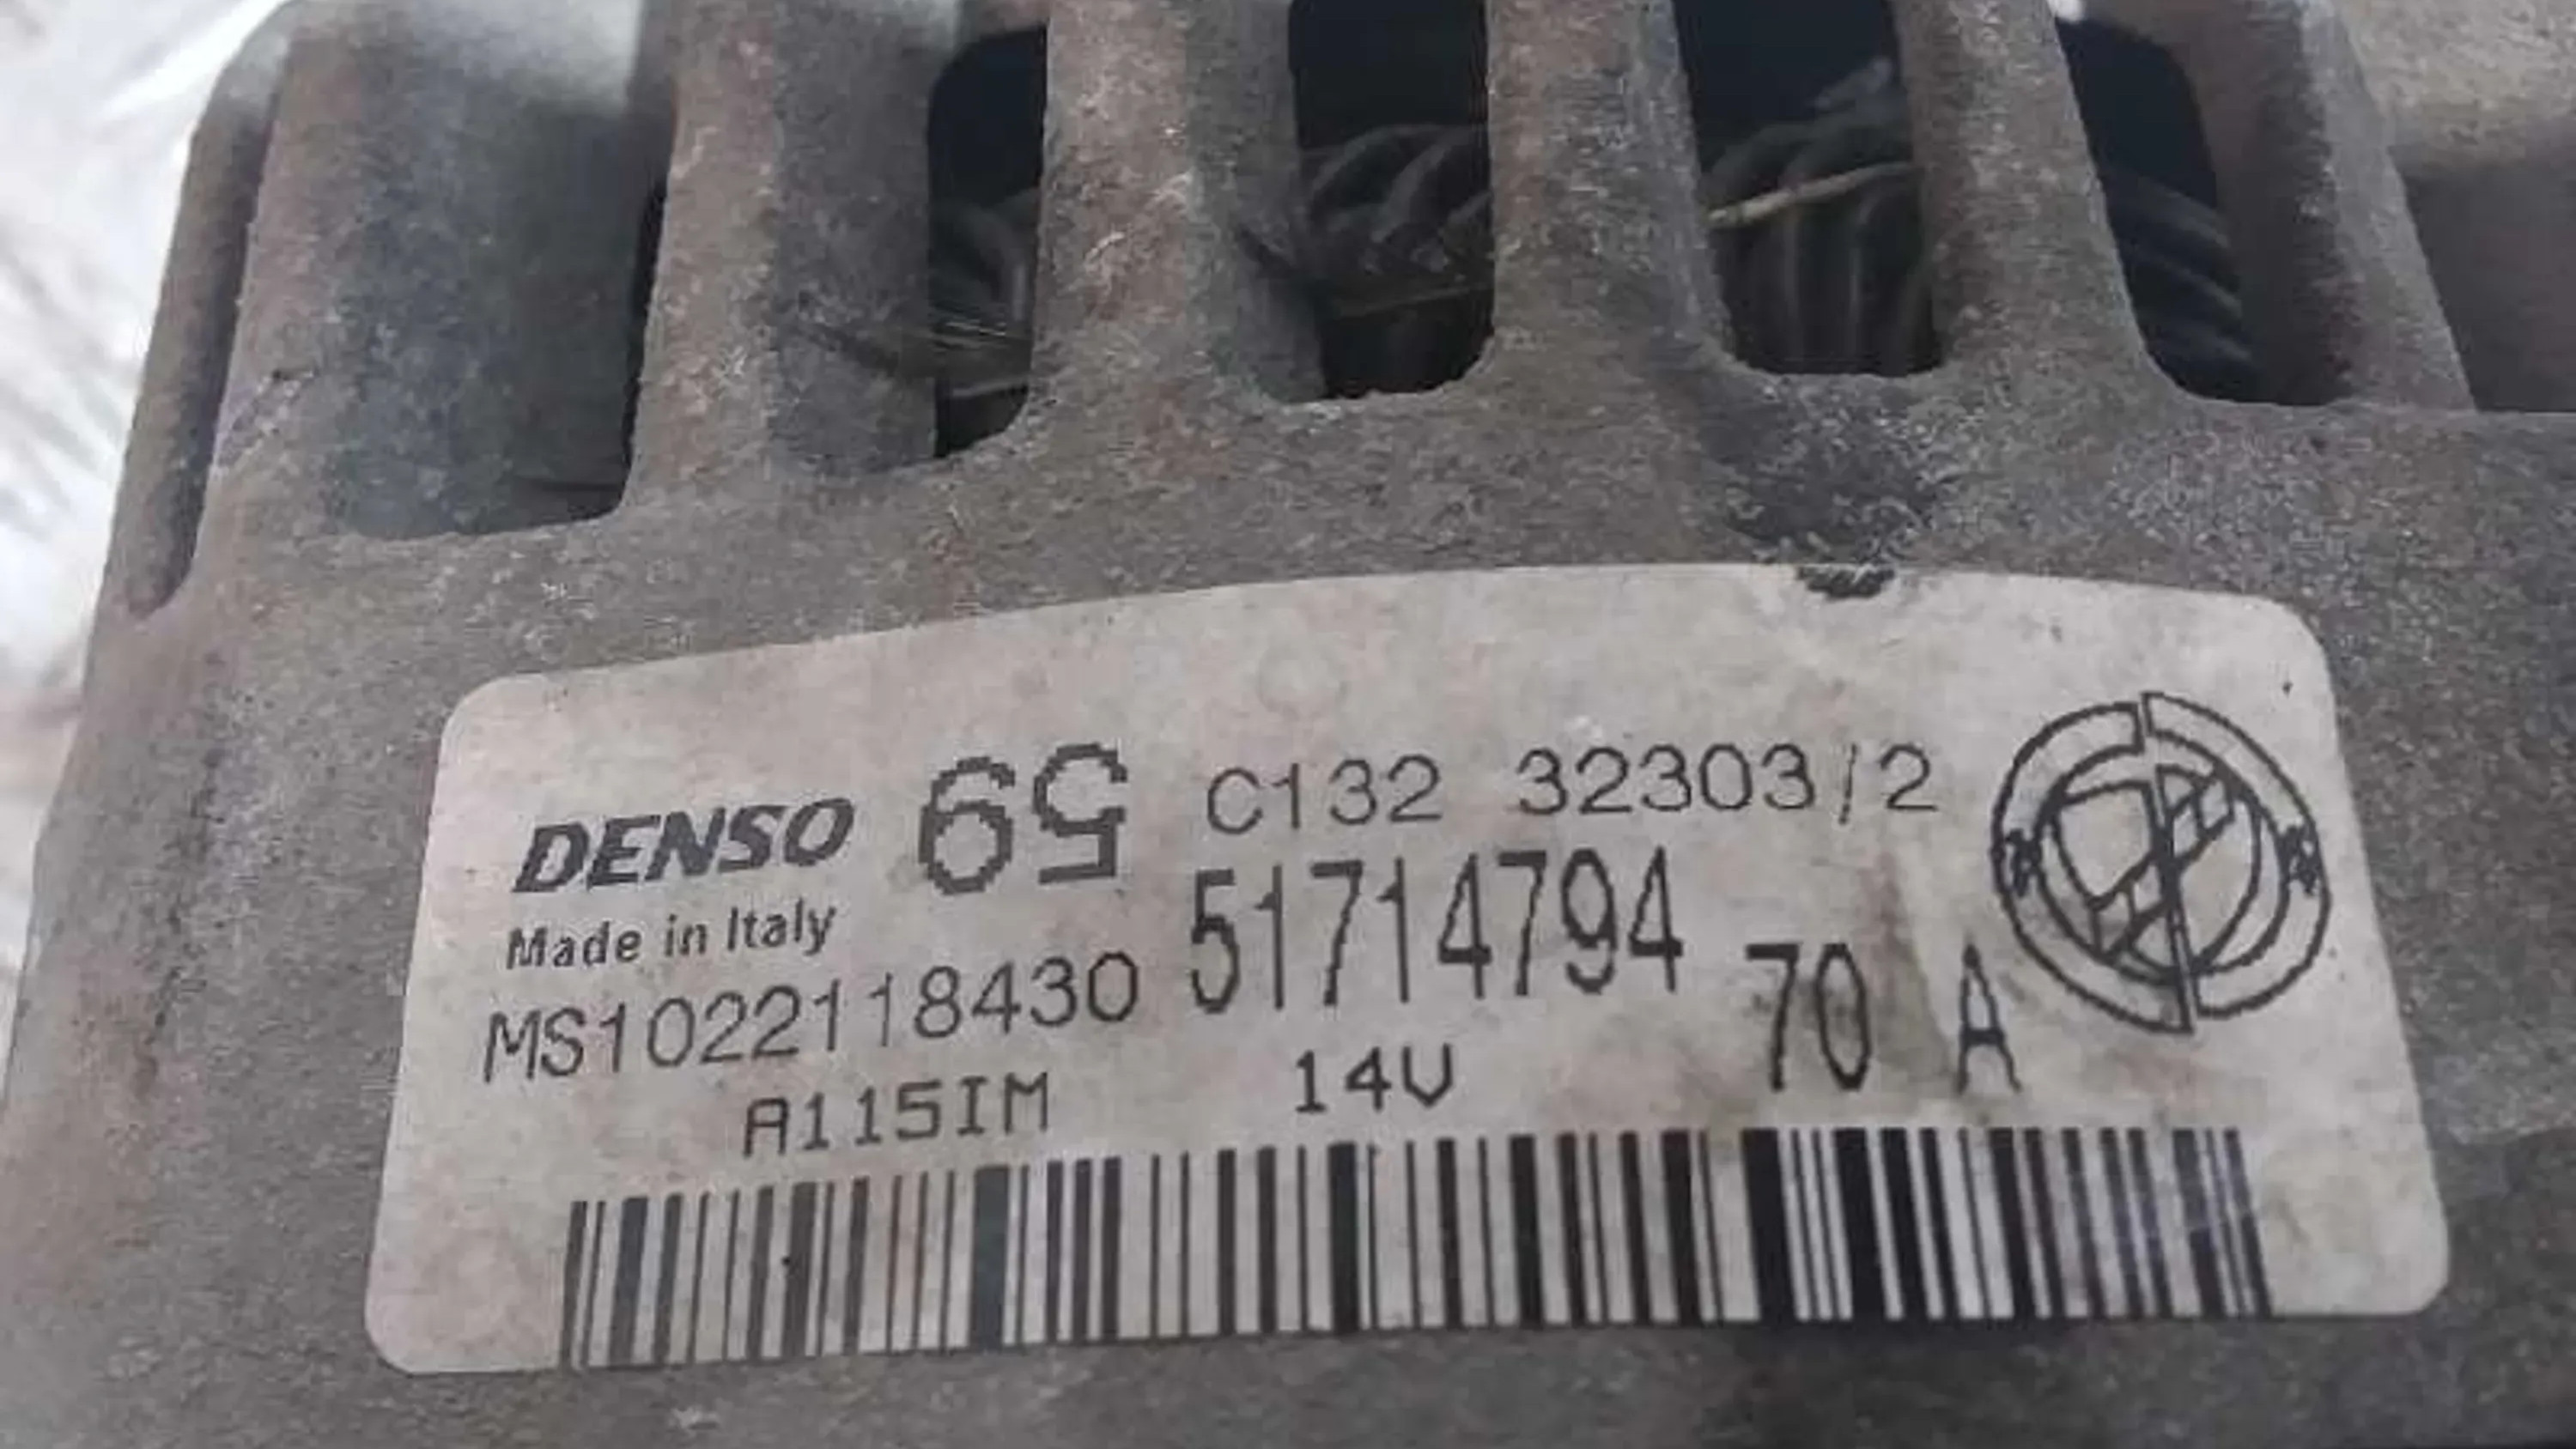 DENSO 59 C132 32303/2
Made in Italy
MS1022118430 51714794
70 A
A115IM 14V